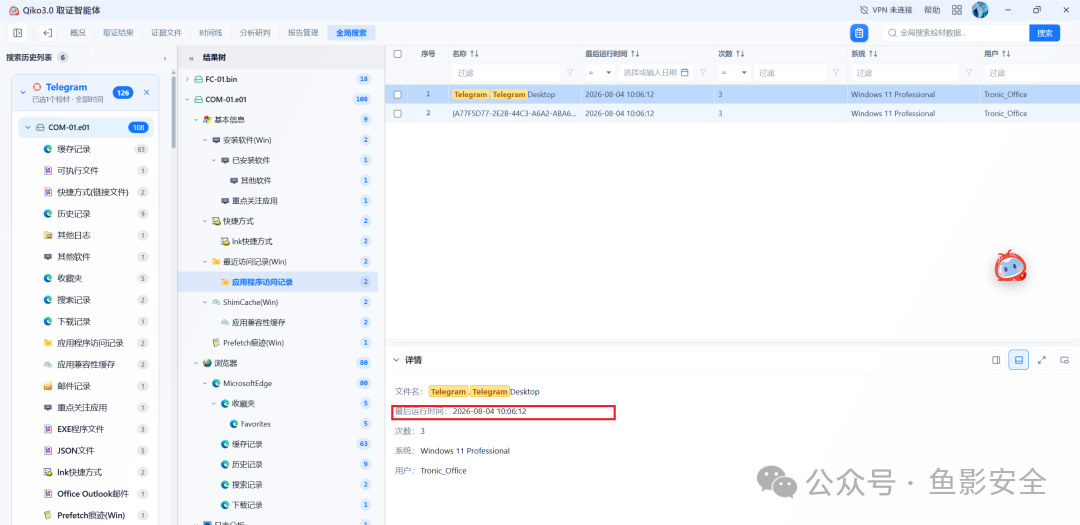 Qiko3.0 取证智能体
VPN 未连接
帮助
概况
取证结果
证据文件
时间线
分析研判
报告管理
全局搜索
全局搜索检材数据...
搜索
搜索历史列表 6
Telegram
已选1个检材 · 全部时间
126
COM-01.e01 108
缓存记录 63
可执行文件 1
快捷方式(链接文件) 2
历史记录 9
其他日志 1
其他软件 1
收藏夹 5
搜索记录 2
下载记录 1
应用程序访问记录 2
应用兼容性缓存 2
邮件记录 1
重点关注应用 1
EXE程序文件 3
JSON文件 5
lnk快捷方式 2
Office Outlook邮件 1
Prefetch痕迹(Win) 1
结果树
FC-01.bin 18
COM-01.e01 108
基本信息 9
安装软件(Win) 2
已安装软件 1
其他软件 1
重点关注应用 1
快捷方式 2
lnk快捷方式 2
最近访问记录(Win) 2
应用程序访问记录 2
ShimCache(Win) 2
应用兼容性缓存 2
Prefetch痕迹(Win) 1
浏览器 80
MicrosoftEdge 80
收藏夹 5
Favorites 5
缓存记录 63
历史记录 9
搜索记录 2
下载记录 1
日志分析 1
序号 名称 最后运行时间 次数 系统 用户
过滤 = 选择或输入日期 = 过滤 过滤 过滤
1 Telegram.TelegramDesktop 2026-08-04 10:06:12 3 Windows 11 Professional Tronic_Office
2 {A77F5D77-2E2B-44C3-A6A2-ABA6... 2026-08-04 10:06:12 3 Windows 11 Professional Tronic_Office
详情
文件名: Telegram.TelegramDesktop
最后运行时间: 2026-08-04 10:06:12
次数: 3
系统: Windows 11 Professional
用户: Tronic_Office
公众号 · 鱼影安全